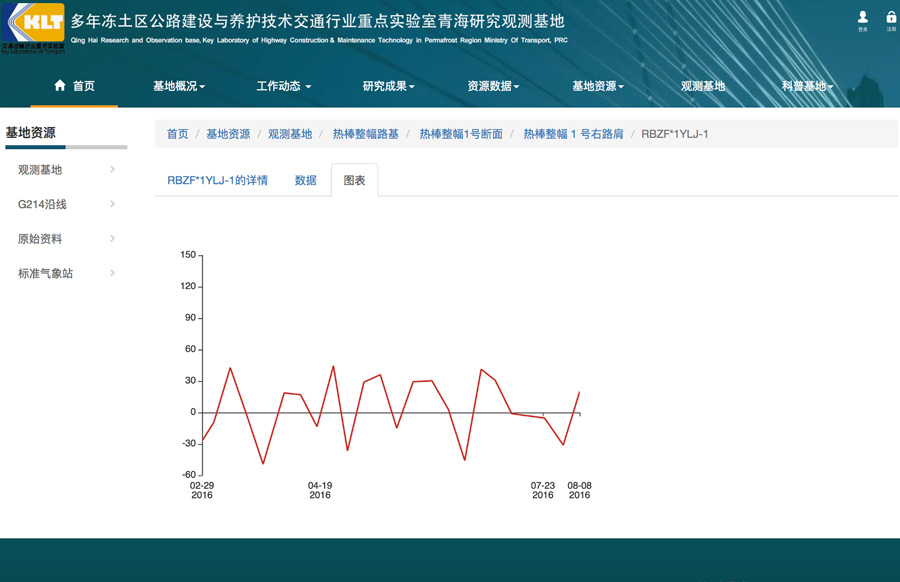 KLT
多年冻土区公路建设与养护技术交通行业重点实验室青海研究观测基地
Qing Hai Research and Observation base, Key Laboratory of Highway Construction & Maintenance Technology in Permafrost Region Ministry Of Transport, PRC
交通运输行业重点实验室
Key Laboratories of Transport
登录
注册
首页 基地概况 工作动态 研究成果 资源数据 基地资源 观测基地 科普基地
基地资源
观测基地
G214沿线
原始资料
标准气象站
首页 / 基地资源 / 观测基地 / 热棒整幅路基 / 热棒整幅1号断面 / 热棒整幅 1 号右路肩 / RBZF*1YLJ-1
RBZF*1YLJ-1的详情 数据 图表
150
120
90
60
30
0
-30
-60
02-29 04-19 07-23 08-08
2016 2016 2016 2016